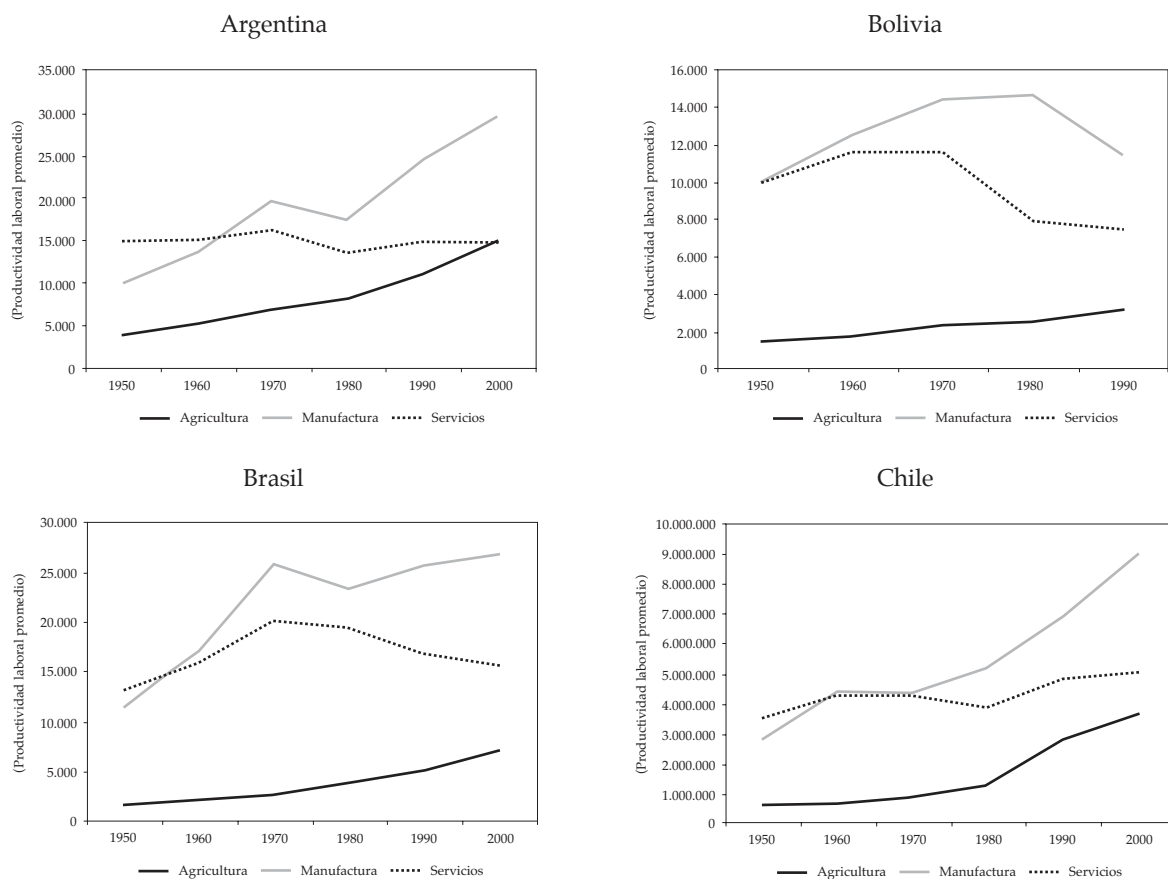 Argentina
(Productividad laboral promedio)
35.000
30.000
25.000
20.000
15.000
10.000
5.000
0
1950 1960 1970 1980 1990 2000
Agricultura Manufactura Servicios
Bolivia
16.000
14.000
12.000
10.000
8.000
6.000
4.000
2.000
0
1950 1960 1970 1980 1990
Agricultura Manufactura Servicios
Brasil
(Productividad laboral promedio)
30.000
25.000
20.000
15.000
10.000
5.000
0
1950 1960 1970 1980 1990 2000
Agricultura Manufactura Servicios
Chile
(Productividad laboral promedio)
10.000.000
9.000.000
8.000.000
7.000.000
6.000.000
5.000.000
4.000.000
3.000.000
2.000.000
1.000.000
0
1950 1960 1970 1980 1990 2000
Agricultura Manufactura Servicios